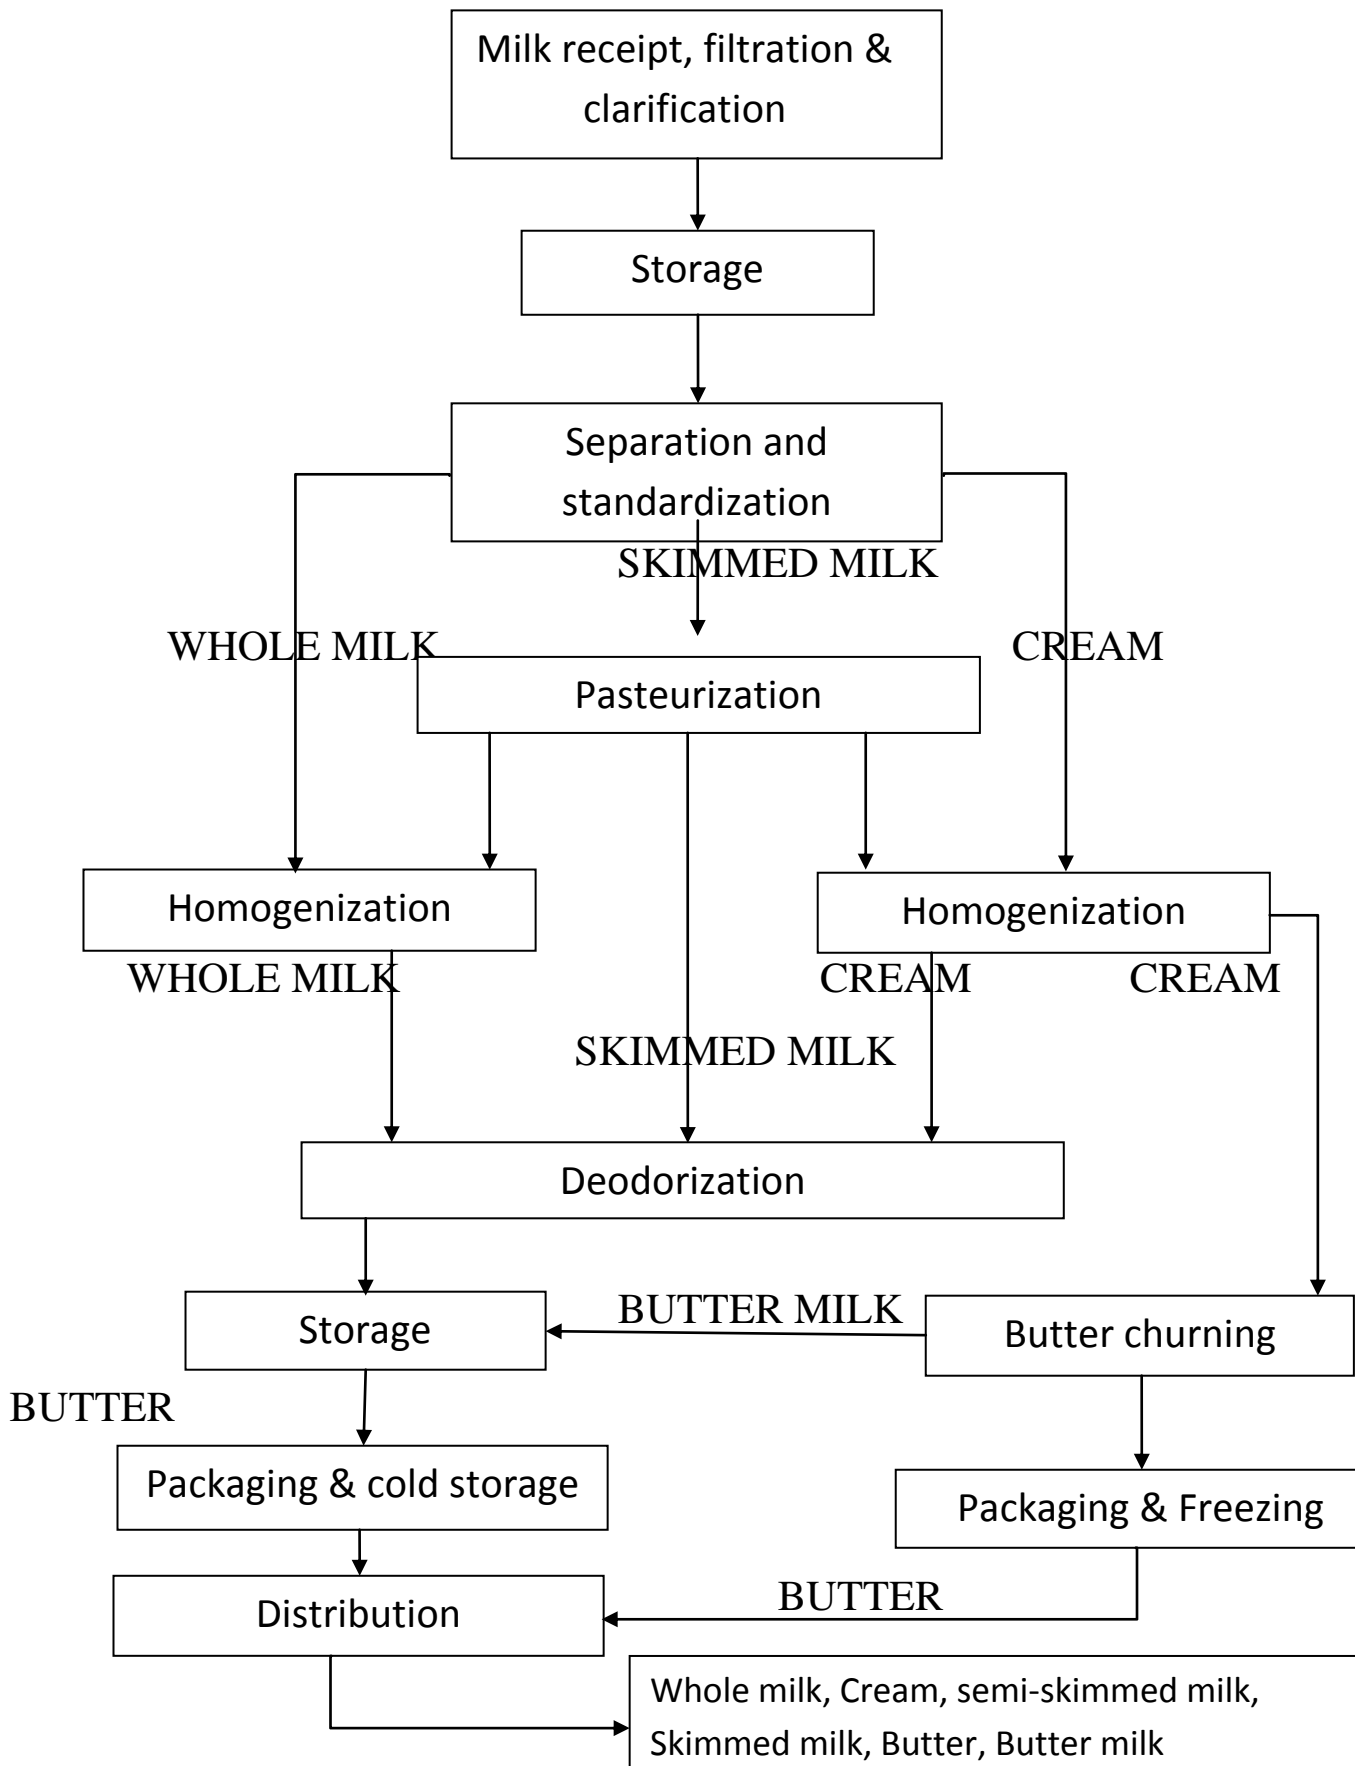 Milk receipt, filtration &
clarification
Storage
Separation and
standardization
SKIMMED MILK
WHOLE MILK
CREAM
Pasteurization
Homogenization
Homogenization
WHOLE MILK
CREAM
CREAM
SKIMMED MILK
Deodorization
Storage
BUTTER MILK
Butter churning
BUTTER
Packaging & cold storage
Packaging & Freezing
Distribution
BUTTER
Whole milk, Cream, semi-skimmed milk,
Skimmed milk, Butter, Butter milk